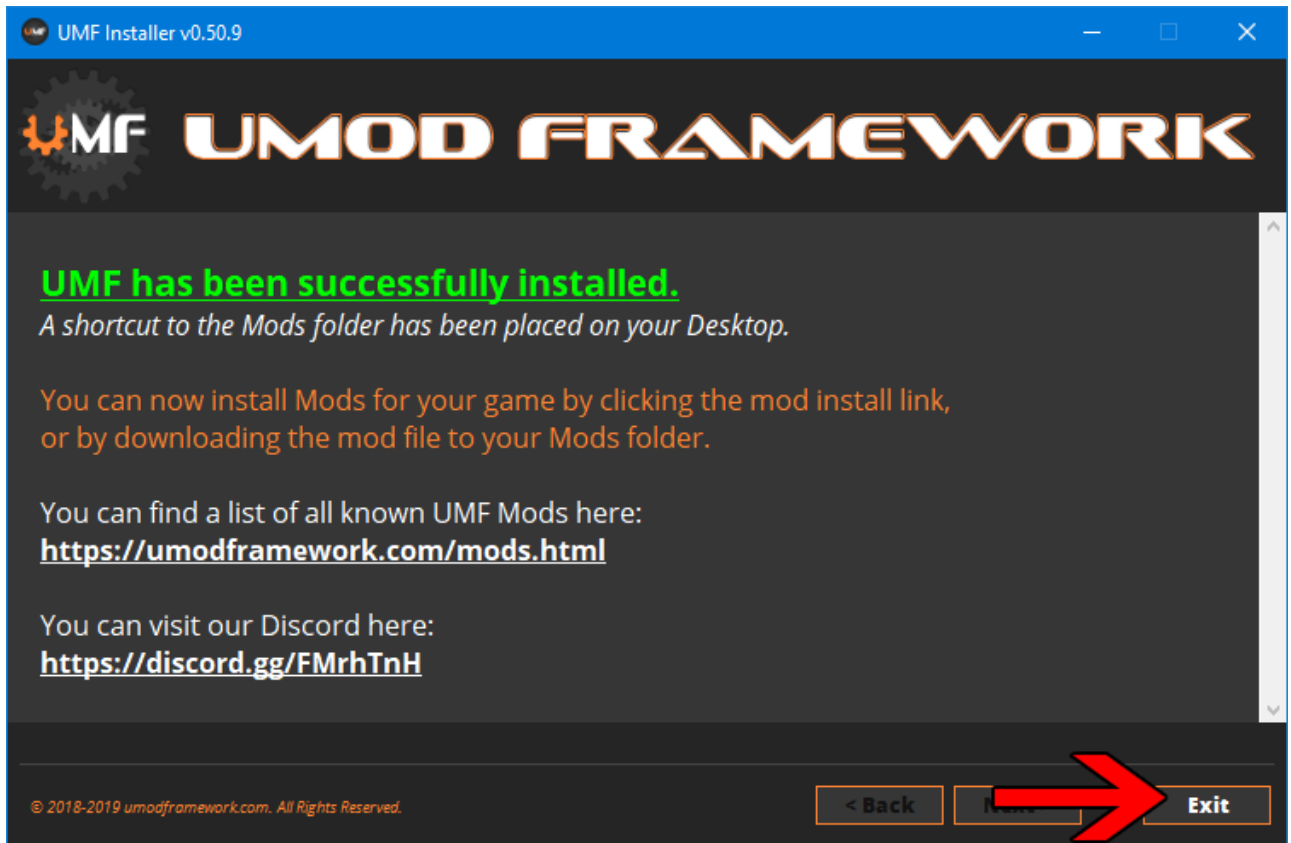 UMF Installer v0.50.9
UMF UMOD FRAMEWORK
UMF has been successfully installed.
A shortcut to the Mods folder has been placed on your Desktop.
You can now install Mods for your game by clicking the mod install link,
or by downloading the mod file to your Mods folder.
You can find a list of all known UMF Mods here:
https://umodframework.com/mods.html
You can visit our Discord here:
https://discord.gg/FMrhTnH
© 2018-2019 umodframework.com. All Rights Reserved.
< Back
Exit